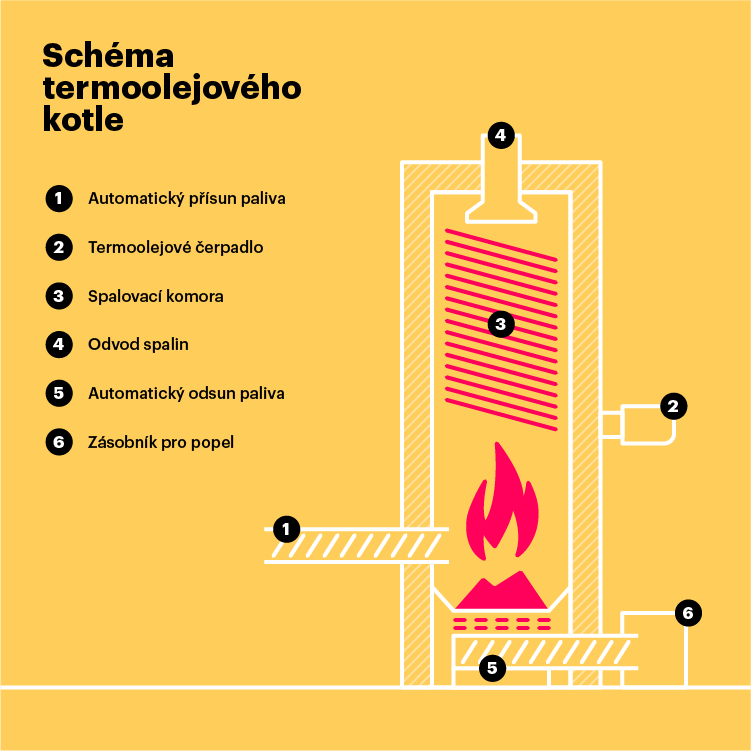 Schéma
termoolejového
kotle
1 Automatický přísun paliva
2 Termoolejové čerpadlo
3 Spalovací komora
4 Odvod spalin
5 Automatický odsun paliva
6 Zásobník pro popel
4
3
2
1
6
5